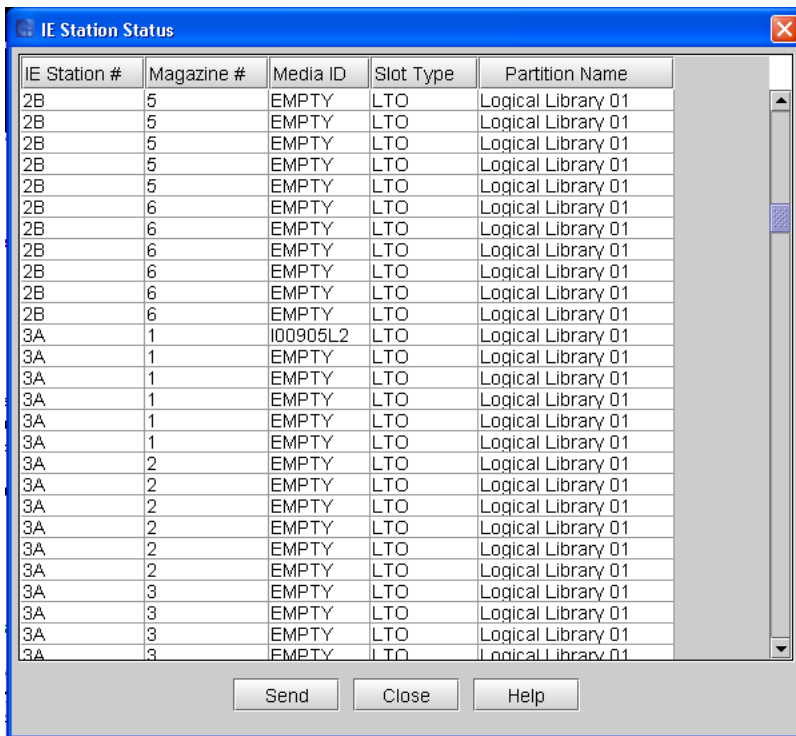 IE Station Status
IE Station # Magazine # Media ID Slot Type Partition Name
2B 5 EMPTY LTO Logical Library 01
2B 5 EMPTY LTO Logical Library 01
2B 5 EMPTY LTO Logical Library 01
2B 5 EMPTY LTO Logical Library 01
2B 5 EMPTY LTO Logical Library 01
2B 6 EMPTY LTO Logical Library 01
2B 6 EMPTY LTO Logical Library 01
2B 6 EMPTY LTO Logical Library 01
2B 6 EMPTY LTO Logical Library 01
2B 6 EMPTY LTO Logical Library 01
2B 6 EMPTY LTO Logical Library 01
3A 1 I00905L2 LTO Logical Library 01
3A 1 EMPTY LTO Logical Library 01
3A 1 EMPTY LTO Logical Library 01
3A 1 EMPTY LTO Logical Library 01
3A 1 EMPTY LTO Logical Library 01
3A 1 EMPTY LTO Logical Library 01
3A 2 EMPTY LTO Logical Library 01
3A 2 EMPTY LTO Logical Library 01
3A 2 EMPTY LTO Logical Library 01
3A 2 EMPTY LTO Logical Library 01
3A 2 EMPTY LTO Logical Library 01
3A 2 EMPTY LTO Logical Library 01
3A 3 EMPTY LTO Logical Library 01
3A 3 EMPTY LTO Logical Library 01
3A 3 EMPTY LTO Logical Library 01
3A 3 EMPTY LTO Logical Library 01
Send Close Help